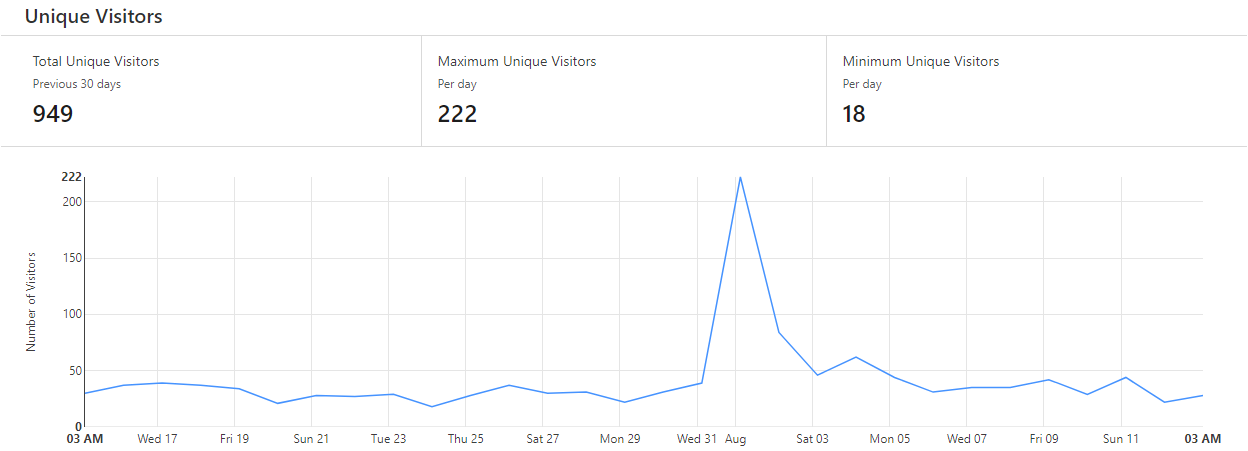 Unique Visitors
Total Unique Visitors
Previous 30 days
949
Maximum Unique Visitors
Per day
222
Minimum Unique Visitors
Per day
18
Number of Visitors
222
200
150
100
50
0
03 AM Wed 17 Fri 19 Sun 21 Tue 23 Thu 25 Sat 27 Mon 29 Wed 31 Aug Sat 03 Mon 05 Wed 07 Fri 09 Sun 11 03 AM